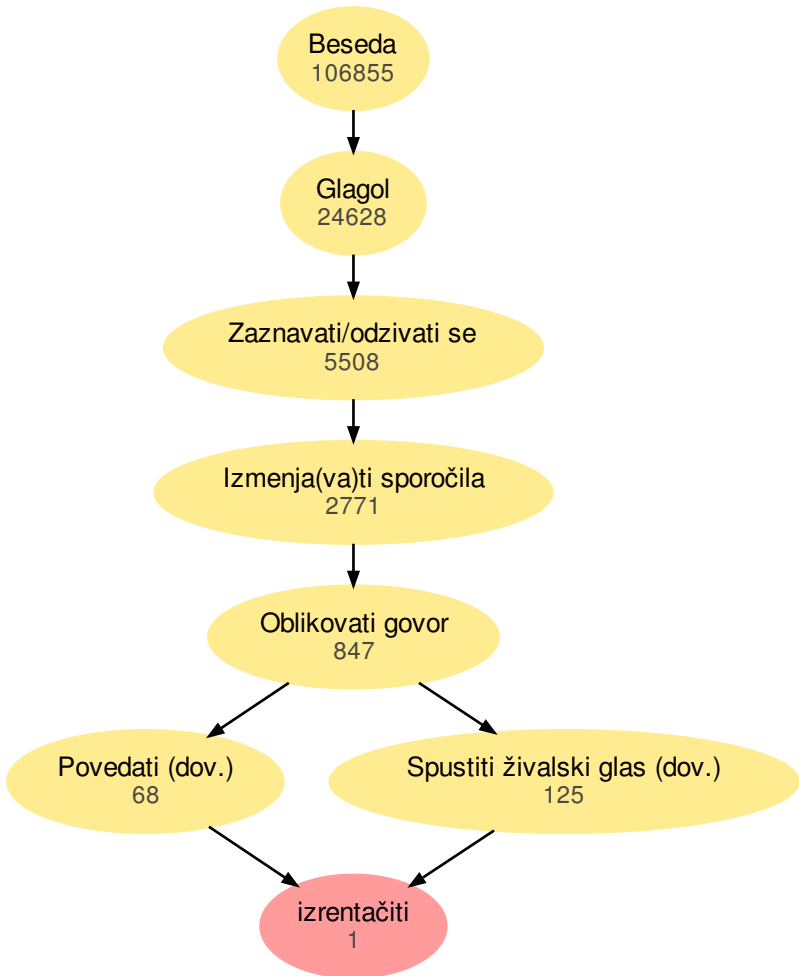 Beseda
106855
Glagol
24628
Zaznavati/odzivati se
5508
Izmenja(va)ti sporočila
2771
Oblikovati govor
847
Povedati (dov.)
68
Spustiti živalski glas (dov.)
125
izrentačiti
1